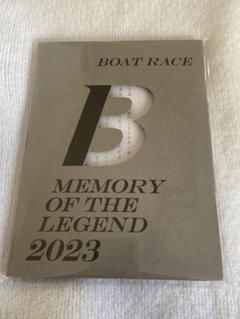 BOAT RACE
B
MEMORY
OF THE
LEGEND
2023